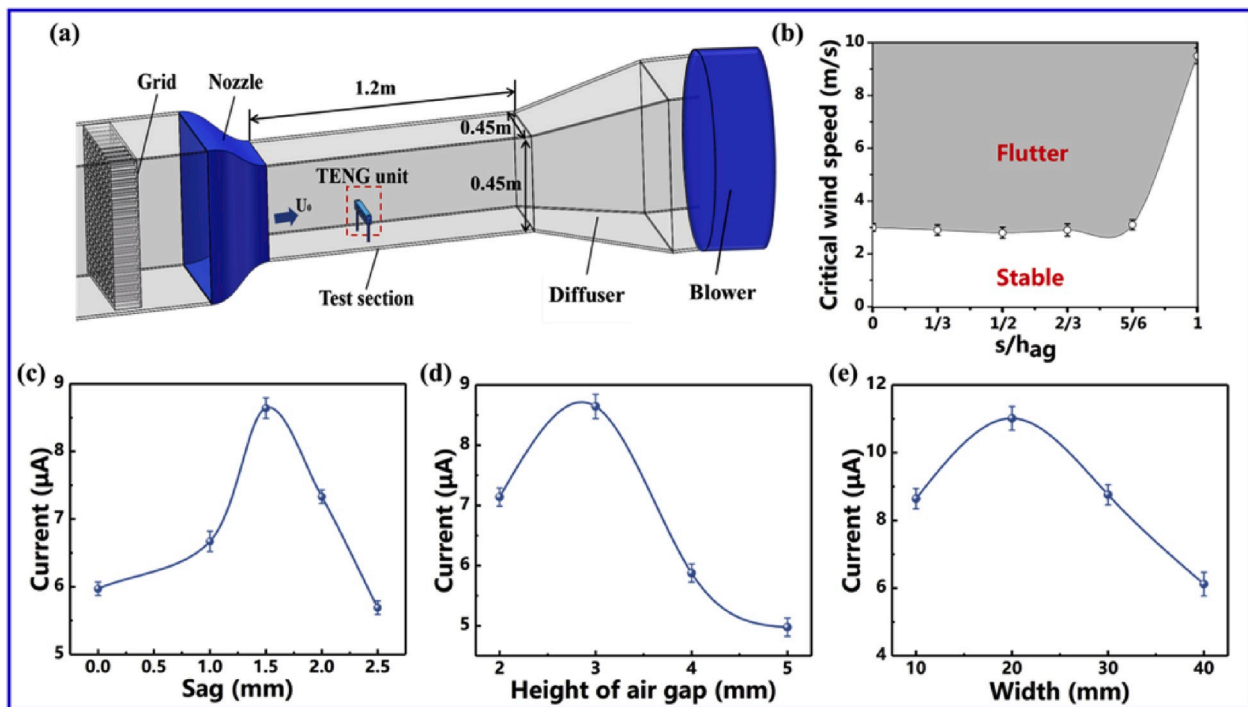 (a)
Grid
Nozzle
1.2m
0.45m
0.45m
TENG unit
U₀
Test section
Diffuser
Blower
(b)
Critical wind speed (m/s)
10
8
6
4
2
0
Flutter
Stable
0 1/3 1/2 2/3 5/6 1
s/hag
(c)
Current (μA)
9
8
7
6
5
0.0 0.5 1.0 1.5 2.0 2.5
Sag (mm)
(d)
Current (μA)
9
8
7
6
5
2 3 4 5
Height of air gap (mm)
(e)
Current (μA)
12
10
8
6
4
10 20 30 40
Width (mm)